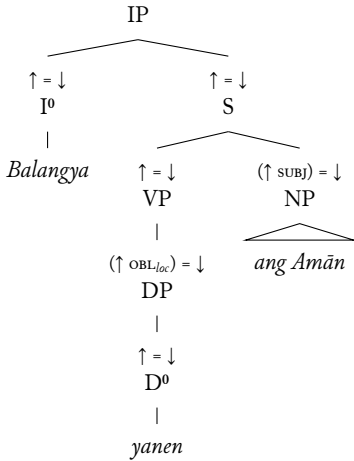 IP
↑ = ↓ ↑ = ↓
I⁰ S
Balangya ↑ = ↓ (↑ SUBJ) = ↓
VP NP
(↑ OBL_loc) = ↓ ang Amān
DP
↑ = ↓
D⁰
yanen